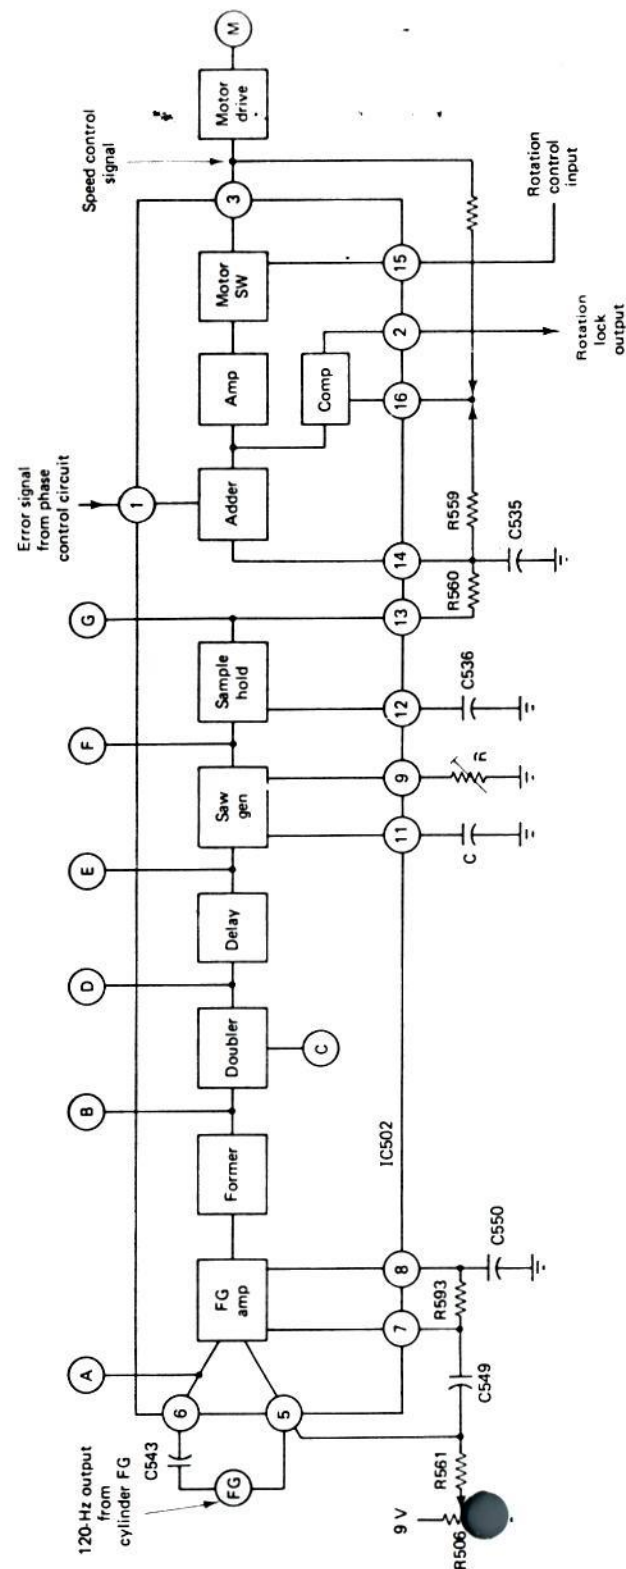 120-Hz output
from
cylinder FG
FG
C543
6
5
A
FG
amp
7
8
9 V
R506
R561
C549
R593
C550
Former
B
IC502
Doubler
C
D
Delay
E
Saw
gen
11
9
C
F
Sample
hold
12
C536
G
13
14
R560
R559
C535
Error signal
from phase
control circuit
1
Adder
Amp
Comp
16
2
Rotation
lock
output
Motor
SW
15
Rotation
control
input
3
Speed control
signal
Motor
drive
M